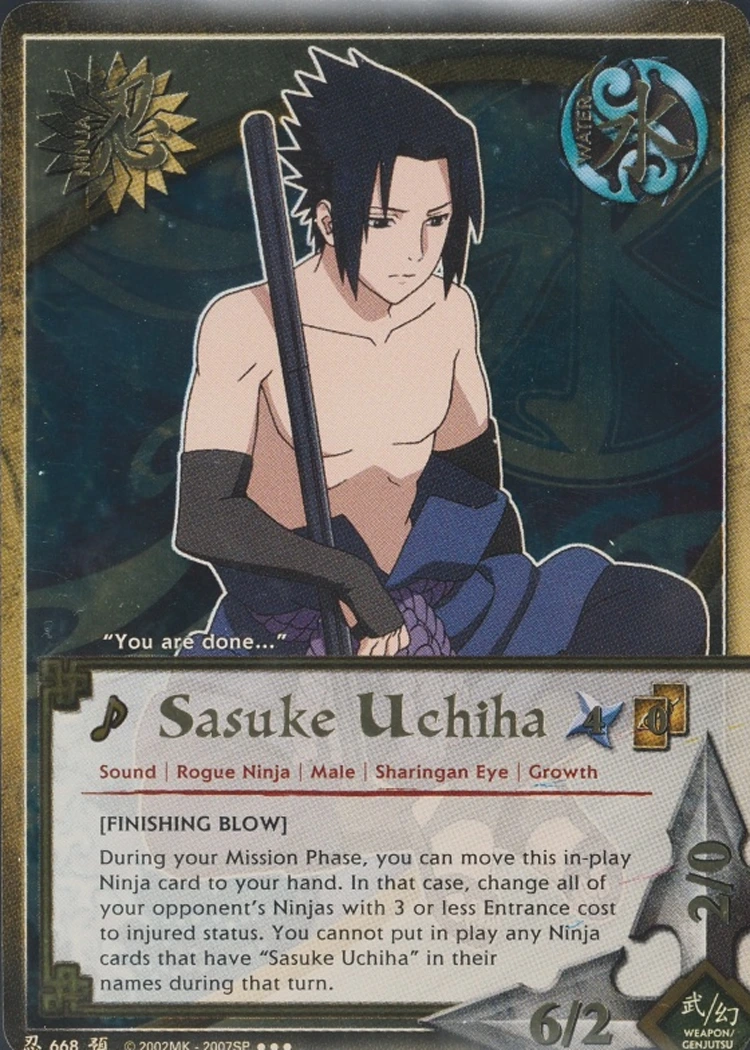 NINJA 忍
WATER 水
“You are done...”
Sasuke Uchiha 4 0
Sound | Rogue Ninja | Male | Sharingan Eye | Growth
[FINISHING BLOW]
During your Mission Phase, you can move this in-play
Ninja card to your hand. In that case, change all of
your opponent’s Ninjas with 3 or less Entrance cost
to injured status. You cannot put in play any Ninja
cards that have “Sasuke Uchiha” in their
names during that turn.
2/0
6/2
武/幻
WEAPON/
GENJUTSU
忍 668 © 2002MK - 2007SP